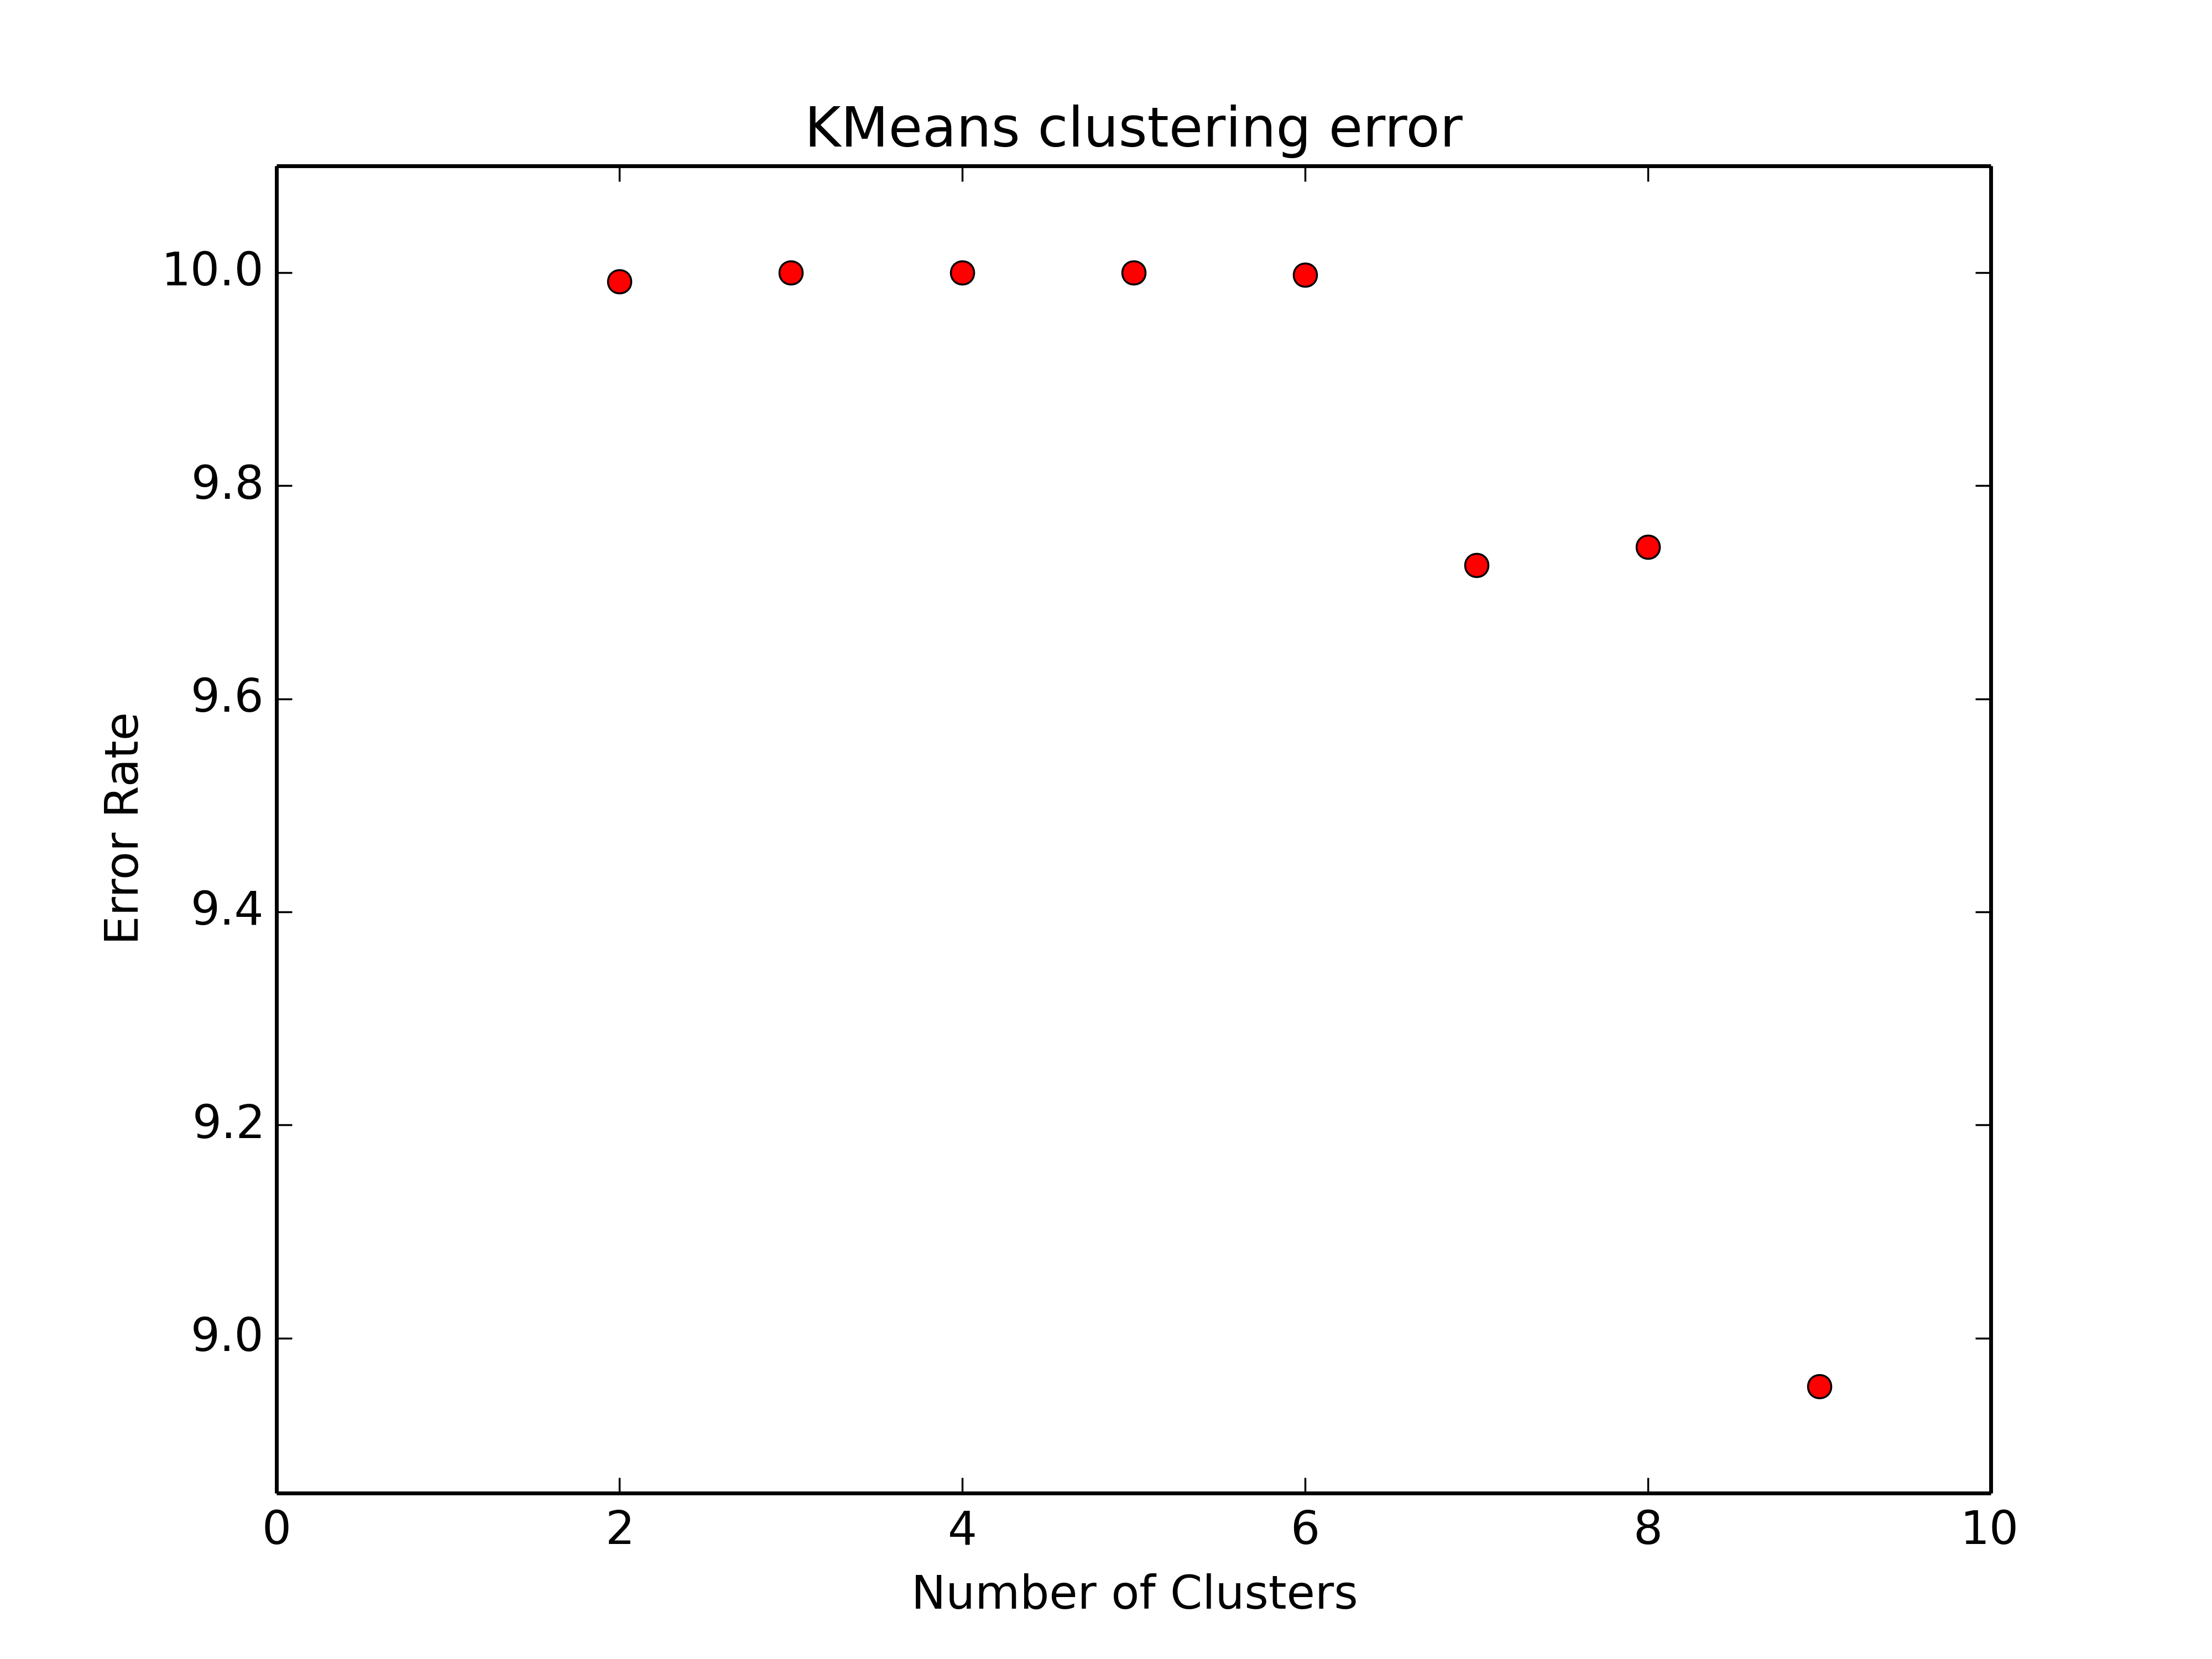 KMeans clustering error
10.0
9.8
9.6
9.4
9.2
9.0
Error Rate
0 2 4 6 8 10
Number of Clusters